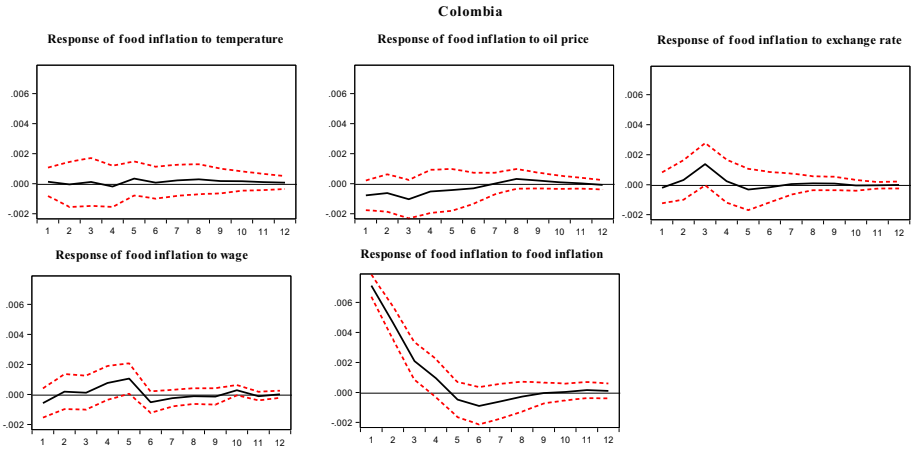 Colombia
Response of food inflation to temperature
.006
.004
.002
.000
-.002
1 2 3 4 5 6 7 8 9 10 11 12
Response of food inflation to oil price
.006
.004
.002
.000
-.002
1 2 3 4 5 6 7 8 9 10 11 12
Response of food inflation to exchange rate
.006
.004
.002
.000
-.002
1 2 3 4 5 6 7 8 9 10 11 12
Response of food inflation to wage
.006
.004
.002
.000
-.002
1 2 3 4 5 6 7 8 9 10 11 12
Response of food inflation to food inflation
.006
.004
.002
.000
-.002
1 2 3 4 5 6 7 8 9 10 11 12